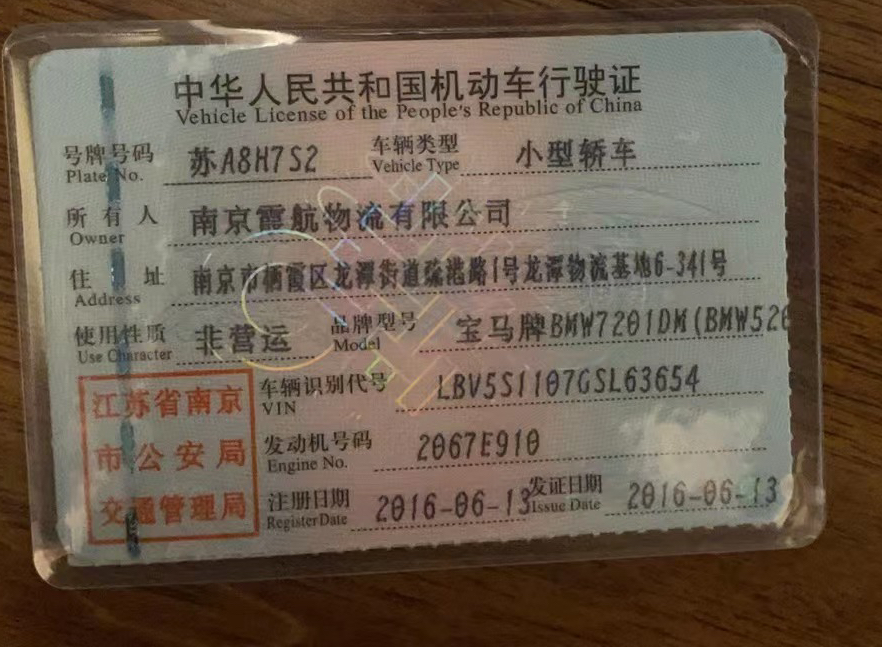 中华人民共和国机动车行驶证
Vehicle License of the People's Republic of China
号牌号码 苏A8H7S2 车辆类型 小型轿车
Plate No. Vehicle Type
所有人 南京霞航物流有限公司
Owner
住址 南京市栖霞区龙潭街道疏港路1号龙潭物流基地6-341号
Address
使用性质 非营运 品牌型号 宝马牌BMW7201DM(BMW520
Use Character Model
江苏省南京
市公安局
交通管理局
车辆识别代号 LBV5S1107GSL63654
VIN
发动机号码 2067E910
Engine No.
注册日期 2016-06-13 发证日期 2016-06-13
Register Date Issue Date